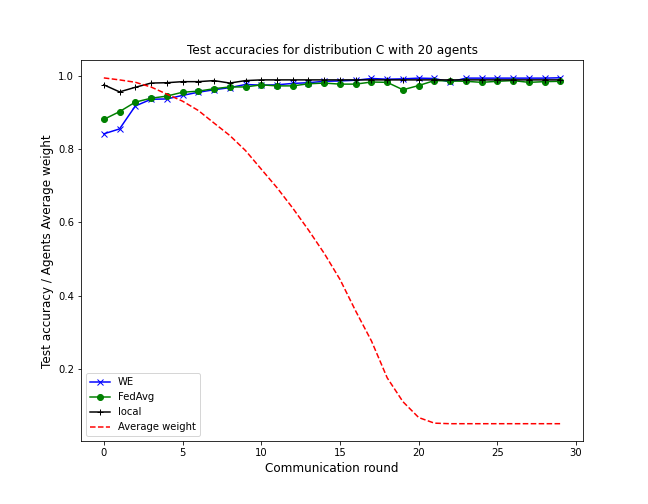 Test accuracies for distribution C with 20 agents
Test accuracy / Agents Average weight
1.0
0.8
0.6
0.4
0.2
WE
FedAvg
local
Average weight
0 5 10 15 20 25 30
Communication round